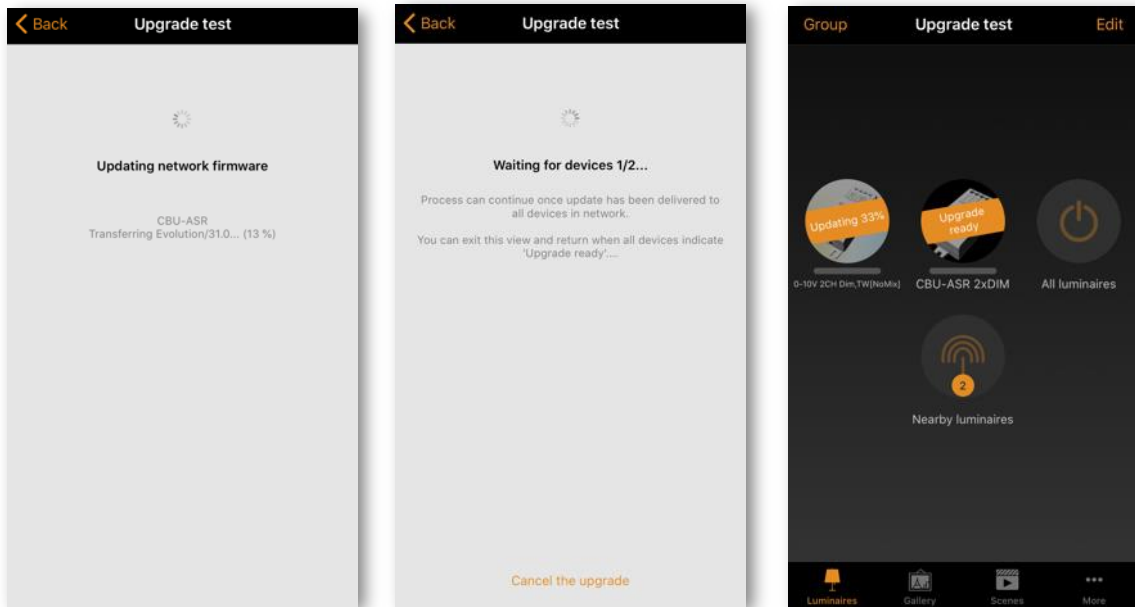 Back
Upgrade test
Updating network firmware
CBU-ASR
Transferring Evolution/31.0... (13 %)
Back
Upgrade test
Waiting for devices 1/2...
Process can continue once update has been delivered to
all devices in network.
You can exit this view and return when all devices indicate
'Upgrade ready'....
Cancel the upgrade
Group
Upgrade test
Edit
Updating 33%
Upgrade
ready
0-10V 2CH Dim,TW[NoMix]
CBU-ASR 2xDIM
All luminaires
2
Nearby luminaires
Luminaires
Gallery
Scenes
More